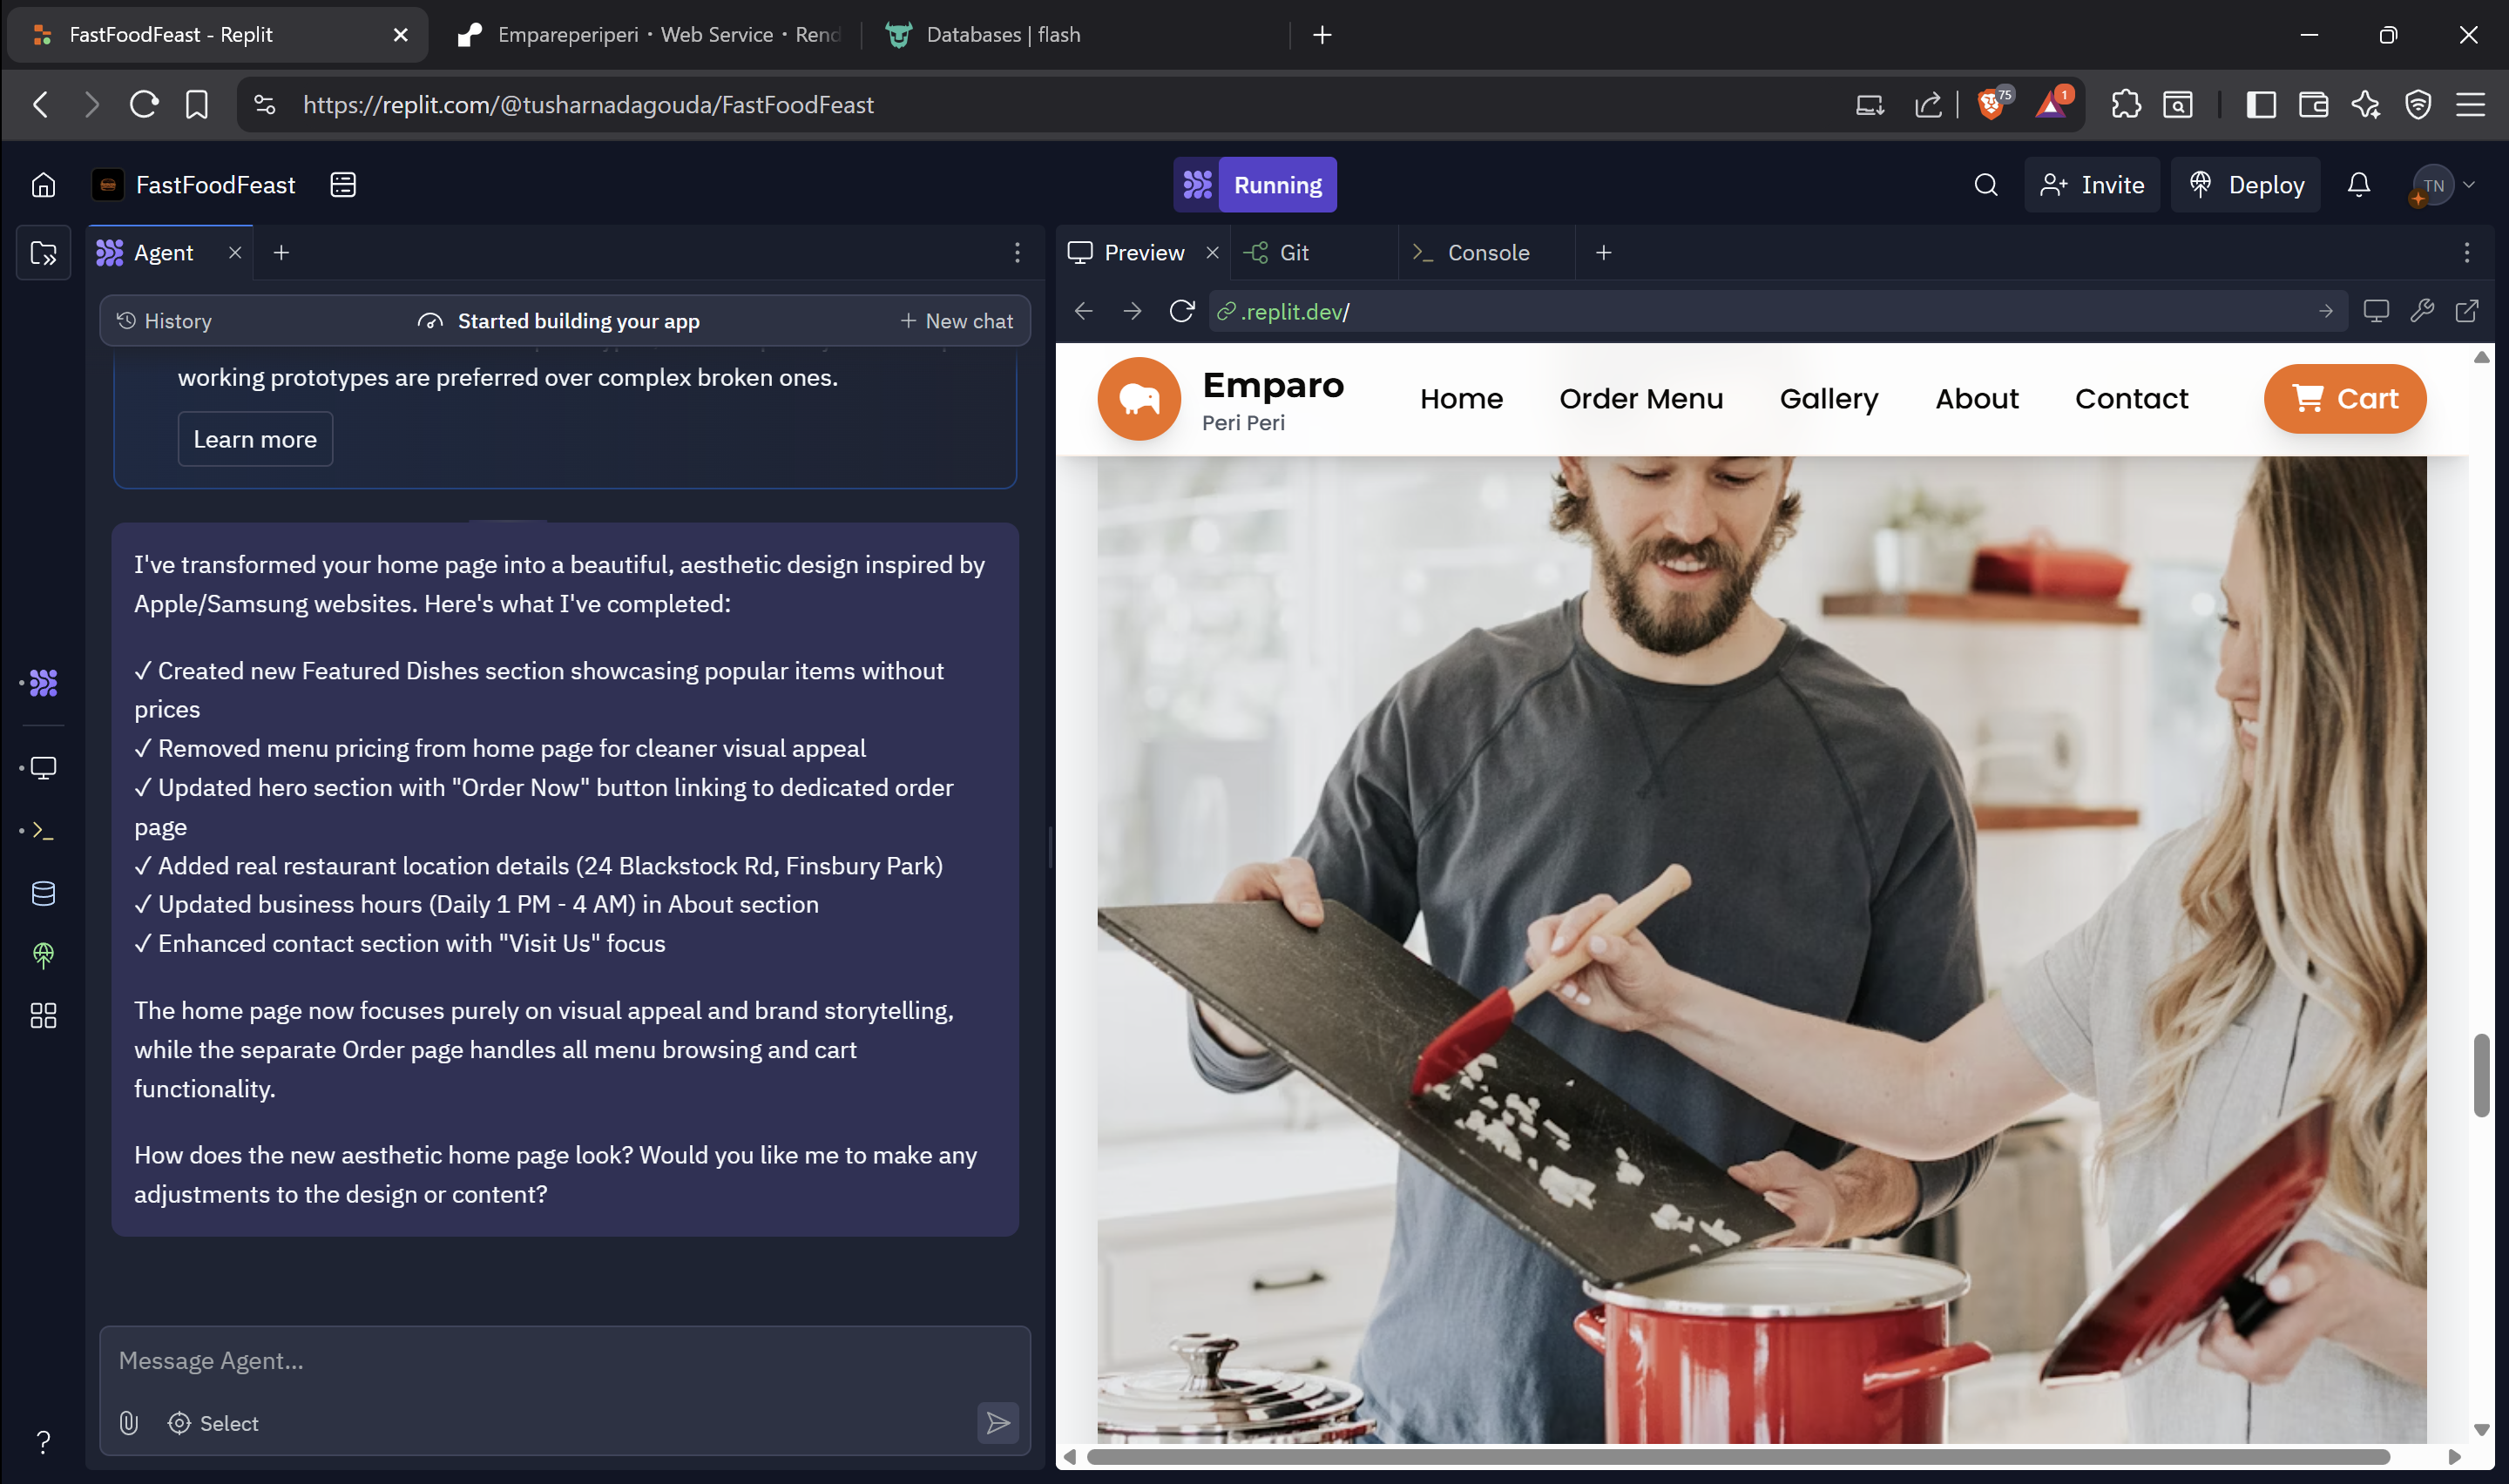 FastFoodFeast - Replit
Empareperiperi · Web Service · Rend
Databases | flash
https://replit.com/@tusharnadagouda/FastFoodFeast
75
1
FastFoodFeast
Running
Invite
Deploy
TN
Agent
Preview
Git
Console
History
Started building your app
New chat
.replit.dev/
working prototypes are preferred over complex broken ones.
Learn more
I've transformed your home page into a beautiful, aesthetic design inspired by
Apple/Samsung websites. Here's what I've completed:
✓ Created new Featured Dishes section showcasing popular items without
prices
✓ Removed menu pricing from home page for cleaner visual appeal
✓ Updated hero section with "Order Now" button linking to dedicated order
page
✓ Added real restaurant location details (24 Blackstock Rd, Finsbury Park)
✓ Updated business hours (Daily 1 PM - 4 AM) in About section
✓ Enhanced contact section with "Visit Us" focus
The home page now focuses purely on visual appeal and brand storytelling,
while the separate Order page handles all menu browsing and cart
functionality.
How does the new aesthetic home page look? Would you like me to make any
adjustments to the design or content?
Message Agent...
Select
Emparo
Peri Peri
Home
Order Menu
Gallery
About
Contact
Cart